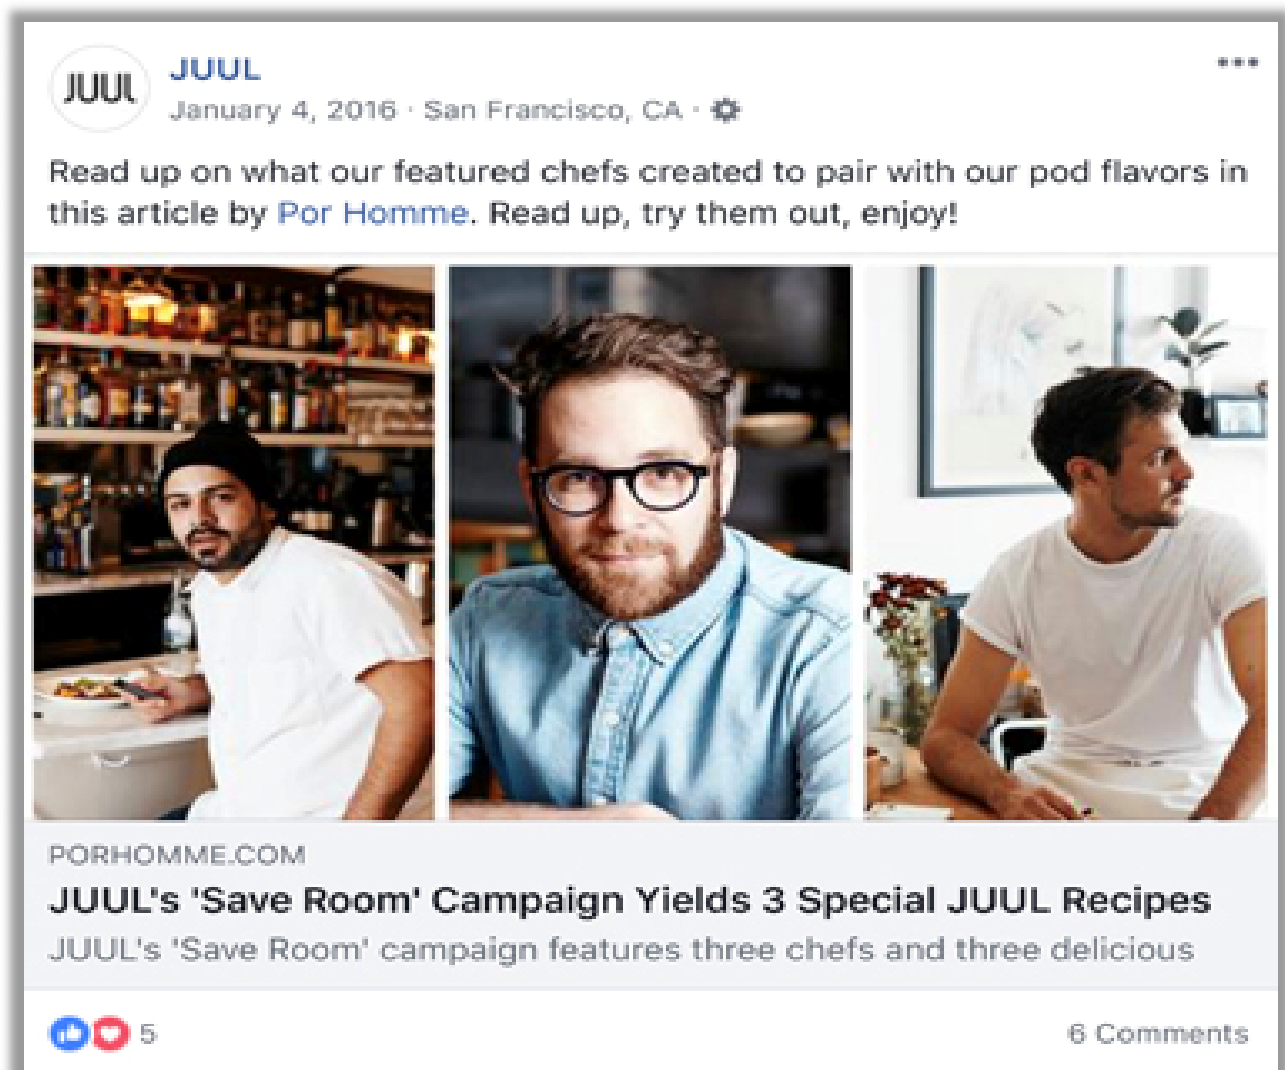 JUUL
JUUL
January 4, 2016 · San Francisco, CA ·
Read up on what our featured chefs created to pair with our pod flavors in
this article by Por Homme. Read up, try them out, enjoy!
PORHOMME.COM
JUUL's 'Save Room' Campaign Yields 3 Special JUUL Recipes
JUUL's 'Save Room' campaign features three chefs and three delicious
5
6 Comments